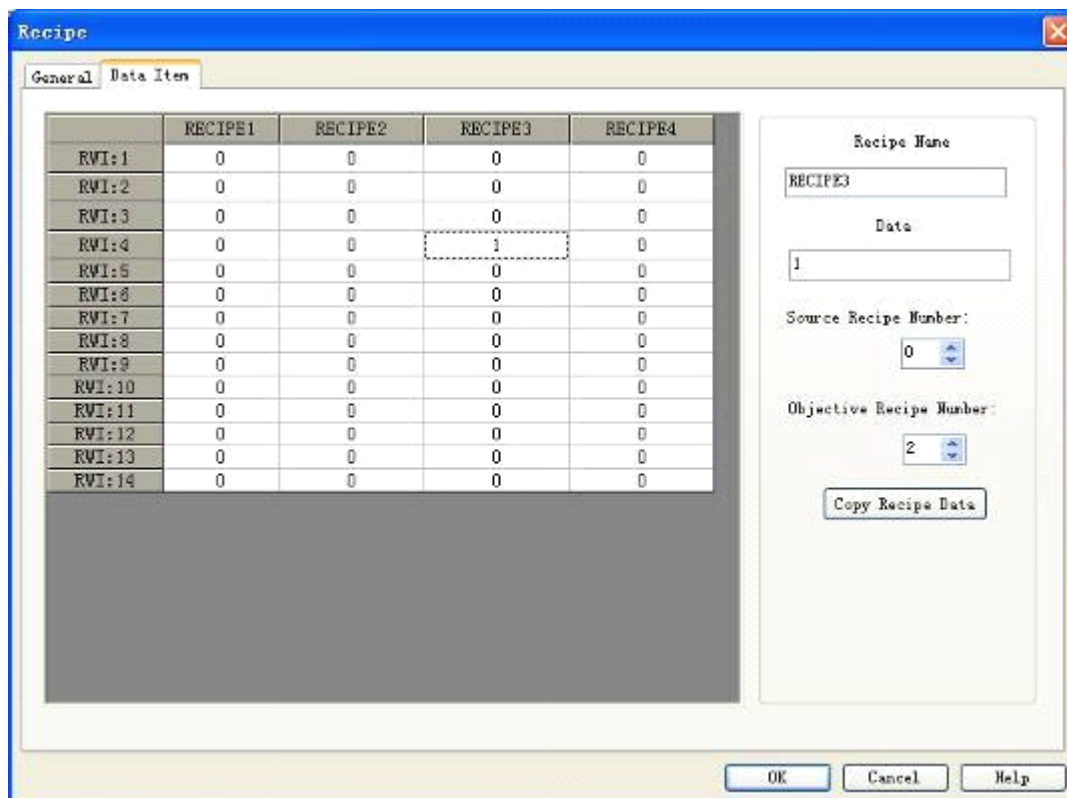 Recipe
General Data Item
RECIPE1 RECIPE2 RECIPE3 RECIPE4
RWI:1 0 0 0 0
RWI:2 0 0 0 0
RWI:3 0 0 0 0
RWI:4 0 0 1 0
RWI:5 0 0 0 0
RWI:6 0 0 0 0
RWI:7 0 0 0 0
RWI:8 0 0 0 0
RWI:9 0 0 0 0
RWI:10 0 0 0 0
RWI:11 0 0 0 0
RWI:12 0 0 0 0
RWI:13 0 0 0 0
RWI:14 0 0 0 0
Recipe Name
RECIPE3
Data
1
Source Recipe Number:
0
Objective Recipe Number:
2
Copy Recipe Data
OK Cancel Help